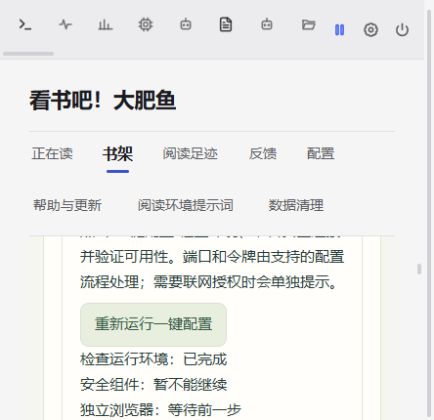 看书吧！大肥鱼
正在读 书架 阅读足迹 反馈 配置
帮助与更新 阅读环境提示词 数据清理
并验证可用性。端口和令牌由支持的配置
流程处理；需要联网授权时会单独提示。
重新运行一键配置
检查运行环境：已完成
安全组件：暂不能继续
独立浏览器：等待前一步